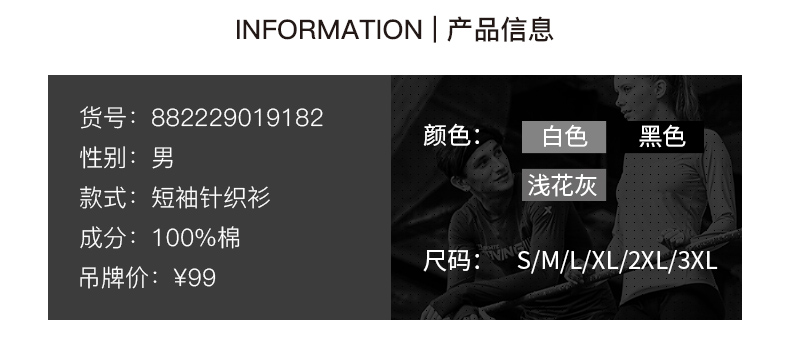 INFORMATION | 产品信息
货号：882229019182
性别：男
款式：短袖针织衫
成分：100%棉
吊牌价：¥99
颜色： 白色 黑色
浅花灰
尺码： S/M/L/XL/2XL/3XL